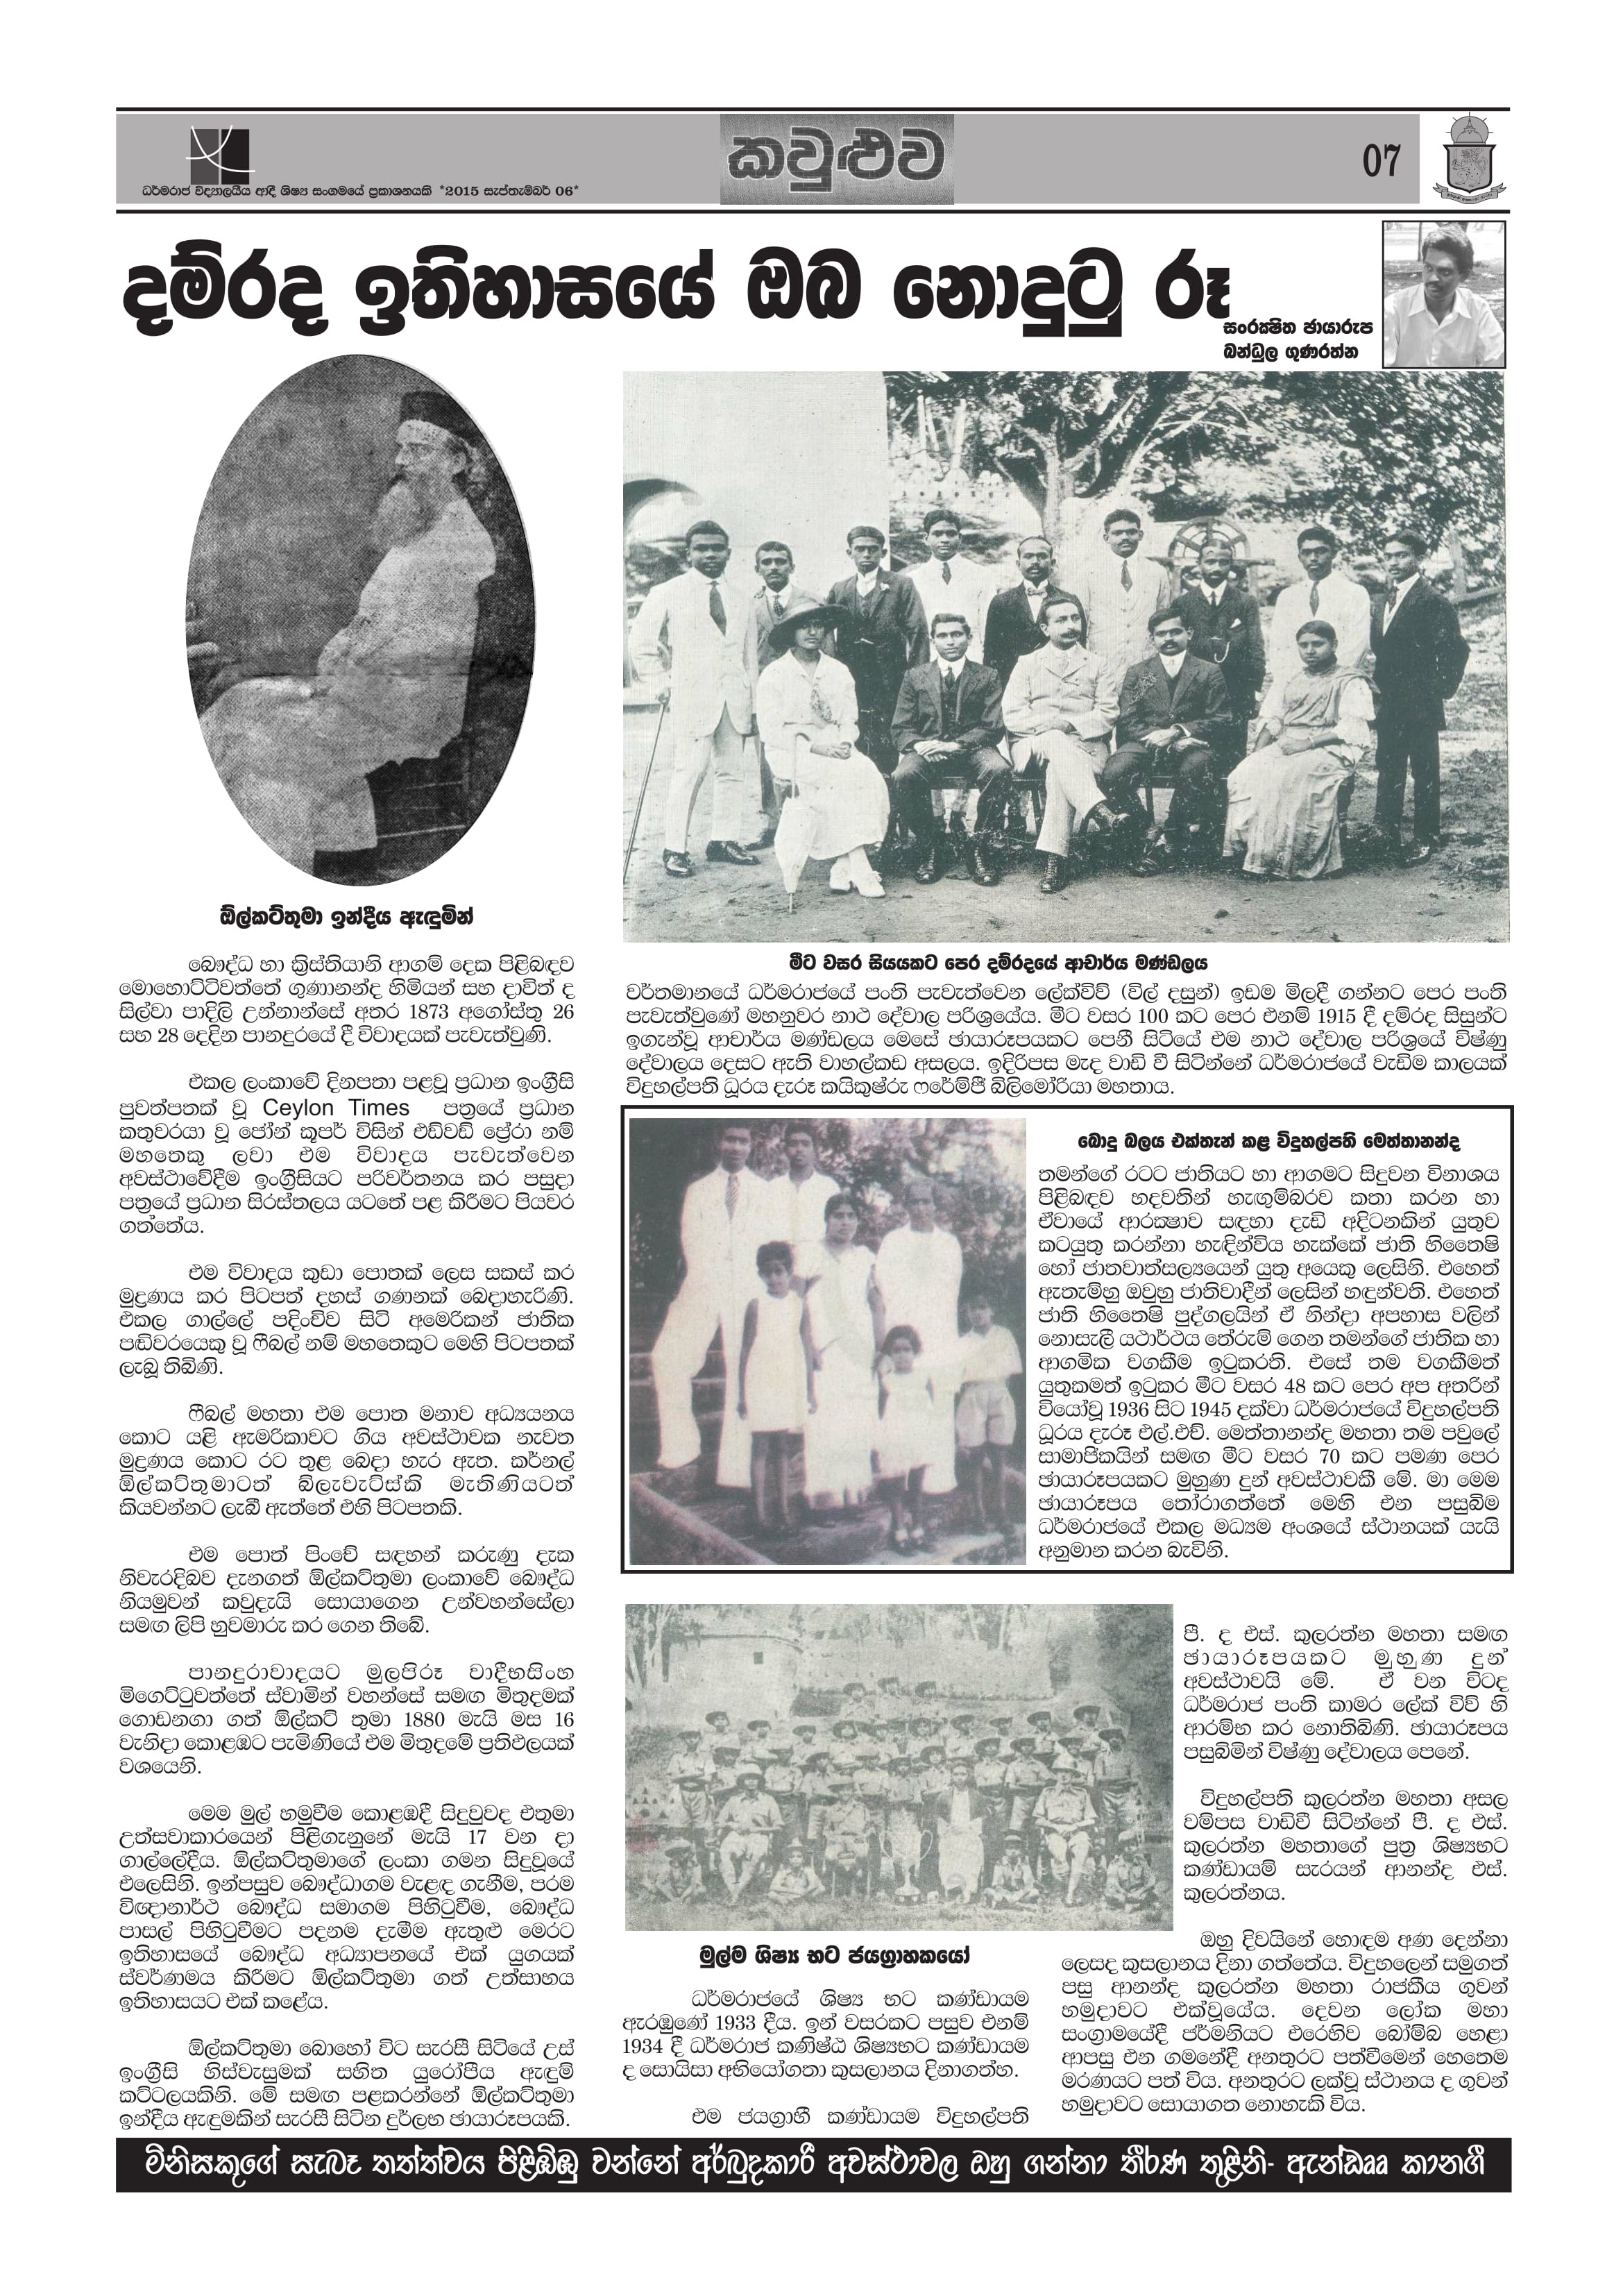 ධර්මරාජ විද්‍යාලයීය ආදී ශිෂ්‍ය සංගමයේ ප්‍රකාශනයකි *2015 සැප්තැම්බර් 06*
කවුළුව
07
දම්රද ඉතිහාසයේ ඔබ නොදුටු රූ
සංරක්ෂිත ඡායාරූප
බන්ධුල ගුණරත්න
ඕල්කට්තුමා ඉන්දීය ඇඳුමින්
බෞද්ධ හා ක්‍රිස්තියානි ආගම් දෙක පිළිබඳව
මොහොට්ටිවත්තේ ගුණානන්ද හිමියන් සහ දාවිත් ද
සිල්වා පාදිලි උන්නාන්සේ අතර 1873 අගෝස්තු 26
සහ 28 දෙදින පානදුරයේ දී විවාදයක් පැවැත්වුණි.
එකල ලංකාවේ දිනපතා පළවූ ප්‍රධාන ඉංග්‍රීසි
පුවත්පතක් වූ Ceylon Times පත්‍රයේ ප්‍රධාන
කතුවරයා වූ ජෝන් කූපර් විසින් එඩ්වඩ් ප්‍රේරා නම්
මහතෙකු ලවා එම විවාදය පැවැත්වෙන
අවස්ථාවේදීම ඉංග්‍රීසියට පරිවර්තනය කර පසුදා
පත්‍රයේ ප්‍රධාන සිරස්තලය යටතේ පළ කිරීමට පියවර
ගත්තේය.
එම විවාදය කුඩා පොතක් ලෙස සකස් කර
මුද්‍රණය කර පිටපත් දහස් ගණනක් බෙදාහැරිණි.
එකල ගාල්ලේ පදිංචිව සිටි අමෙරිකන් ජාතික
පඬිවරයෙකු වූ ෆීබල් නම් මහතෙකුට මෙහි පිටපතක්
ලැබූ තිබිණි.
ෆීබල් මහතා එම පොත මනාව අධ්‍යයනය
කොට යළි ඇමරිකාවට ගිය අවස්ථාවක නැවත
මුද්‍රණය කොට රට තුළ බෙදා හැර ඇත. කර්නල්
ඕල්කට්තුමාටත් බ්ලැවැට්ස්කි මැතිණියටත්
කියවන්නට ලැබී ඇත්තේ එහි පිටපතකි.
එම පොත් පිංචේ සඳහන් කරුණු දැක
නිවැරදිබව දැනගත් ඕල්කට්තුමා ලංකාවේ බෞද්ධ
නියමුවන් කවුදැයි සොයාගෙන උන්වහන්සේලා
සමඟ ලිපි හුවමාරු කර ගෙන තිබේ.
පානදුරාවාදයට මුලපිරූ වාදීභසිංහ
මිගෙට්ටුවත්තේ ස්වාමින් වහන්සේ සමඟ මිතුදමක්
ගොඩනගා ගත් ඕල්කට් තුමා 1880 මැයි මස 16
වැනිදා කොළඹට පැමිණියේ එම මිතුදමේ ප්‍රතිඵලයක්
වශයෙනි.
මෙම මුල් හමුවීම කොළඹදී සිදුවුවද එතුමා
උත්සවාකාරයෙන් පිළිගැනුනේ මැයි 17 වන දා
ගාල්ලේදීය. ඕල්කට්තුමාගේ ලංකා ගමන සිදුවූයේ
එලෙසිනි. ඉන්පසුව බෞද්ධාගම වැළඳ ගැනීම, පරම
විඥානාර්ථ බෞද්ධ සමාගම පිහිටුවීම, බෞද්ධ
පාසල් පිහිටුවීමට පදනම දැමීම ඇතුළු මෙරට
ඉතිහාසයේ බෞද්ධ අධ්‍යාපනයේ එක් යුගයක්
ස්වර්ණමය කිරීමට ඕල්කට්තුමා ගත් උත්සාහය
ඉතිහාසයට එක් කළේය.
ඕල්කට්තුමා බොහෝ විට සැරසී සිටියේ උස්
ඉංග්‍රීසි හිස්වැසුමක් සහිත යුරෝපීය ඇඳුම්
කට්ටලයකිනි. මේ සමඟ පළකරන්නේ ඕල්කට්තුමා
ඉන්දීය ඇඳුමකින් සැරසී සිටින දුර්ලභ ඡායාරූපයකි.
මීට වසර සියයකට පෙර දම්රදයේ ආචාර්ය මණ්ඩලය
වර්තමානයේ ධර්මරාජයේ පංති පැවැත්වෙන ලේක්විව් (විල් දසුන්) ඉඩම මිලදී ගන්නට පෙර පංති
පැවැත්වුණේ මහනුවර නාථ දේවාල පරිශ්‍රයේය. මීට වසර 100 කට පෙර එනම් 1915 දී දම්රද සිසුන්ට
ඉගැන්වූ ආචාර්ය මණ්ඩලය මෙසේ ඡායාරූපයකට පෙනී සිටියේ එම නාථ දේවාල පරිශ්‍රයේ විෂ්ණු
දේවාලය දෙසට ඇති වාහල්කඩ අසලය. ඉදිරිපස මැද වාඩි වී සිටින්නේ ධර්මරාජයේ වැඩිම කාලයක්
විදුහල්පති ධූරය දැරූ කයිකුෂ්රු ෆරේම්ජී බිලිමෝරියා මහතාය.
බොදු බලය එක්තැන් කළ විදුහල්පති මෙත්තානන්ද
තමන්ගේ රටට ජාතියට හා ආගමට සිදුවන විනාශය
පිළිබඳව හදවතින් හැඟුම්බරව කතා කරන හා
ඒවායේ ආරක්ෂාව සඳහා දැඩි අදිටනකින් යුතුව
කටයුතු කරන්නා හැඳින්විය හැක්කේ ජාති හිතෛෂි
හෝ ජාතවාත්සල්‍යයෙන් යුතු අයෙකු ලෙසිනි. එහෙත්
ඇතැම්හු ඔවුහු ජාතිවාදීන් ලෙසින් හඳුන්වති. එහෙත්
ජාති හිතෛෂි පුද්ගලයින් ඒ නින්දා අපහාස වලින්
නොසැලී යථාර්ථය තේරුම් ගෙන තමන්ගේ ජාතික හා
ආගමික වගකීම ඉටුකරති. එසේ තම වගකීමත්
යුතුකමත් ඉටුකර මීට වසර 48 කට පෙර අප අතරින්
වියෝවූ 1936 සිට 1945 දක්වා ධර්මරාජයේ විදුහල්පති
ධූරය දැරූ එල්.එච්. මෙත්තානන්ද මහතා තම පවුලේ
සාමාජිකයින් සමඟ මීට වසර 70 කට පමණ පෙර
ඡායාරූපයකට මුහුණ දුන් අවස්ථාවකී මේ. මා මෙම
ඡායාරූපය තෝරාගත්තේ මෙහි එන පසුබිම
ධර්මරාජයේ එකල මධ්‍යම අංශයේ ස්ථානයක් යැයි
අනුමාන කරන බැවිනි.
මුල්ම ශිෂ්‍ය භට ජයග්‍රාහකයෝ
ධර්මරාජයේ ශිෂ්‍ය භට කණ්ඩායම
ඇරඹුණේ 1933 දීය. ඉන් වසරකට පසුව එනම්
1934 දී ධර්මරාජ කණිෂ්ඨ ශිෂ්‍යභට කණ්ඩායම
ද සොයිසා අභියෝගතා කුසලානය දිනාගත්හ.
එම ජයග්‍රාහී කණ්ඩායම විදුහල්පති
පී. ද එස්. කුලරත්න මහතා සමඟ
ඡායාරූපයකට මුහුණ දුන්
අවස්ථාවයි මේ. ඒ වන විටද
ධර්මරාජ පංති කාමර ලේක් විව් හි
ආරම්භ කර නොතිබිණි. ඡායාරූපය
පසුබිමින් විෂ්ණු දේවාලය පෙනේ.
විදුහල්පති කුලරත්න මහතා අසල
වම්පස වාඩිවී සිටින්නේ පී. ද එස්.
කුලරත්න මහතාගේ පුත්‍ර ශිෂ්‍යභට
කණ්ඩායම් සැරයන් ආනන්ද එස්.
කුලරත්නය.
ඔහු දිවයිනේ හොඳම අණ දෙන්නා
ලෙසද කුසලානය දිනා ගත්තේය. විදුහලෙන් සමුගත්
පසු ආනන්ද කුලරත්න මහතා රාජකීය ගුවන්
හමුදාවට එක්වූයේය. දෙවන ලෝක මහා
සංග්‍රාමයේදී ජර්මනියට එරෙහිව බෝම්බ හෙළා
ආපසු එන ගමනේදී අනතුරට පත්වීමෙන් හෙතෙම
මරණයට පත් විය. අනතුරට ලක්වූ ස්ථානය ද ගුවන්
හමුදාවට සොයාගත නොහැකි විය.
මිනිසකුගේ සැබෑ තත්ත්වය පිළිබිඹු වන්නේ අර්බුදකාරී අවස්ථාවල ඔහු ගන්නා තීරණ තුළිනි- ඇන්ඩෲ කානගී